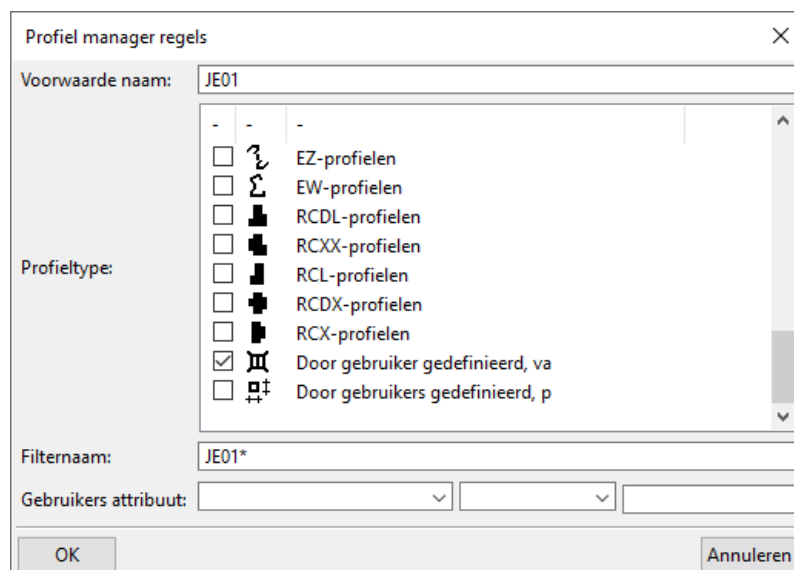 Profiel manager regels
Voorwaarde naam: JE01
- - -
EZ-profielen
EW-profielen
RCDL-profielen
RCXX-profielen
Profieltype:
RCL-profielen
RCDX-profielen
RCX-profielen
Door gebruiker gedefinieerd, va
Door gebruikers gedefinieerd, p
Filternaam: JE01*
Gebruikers attribuut:
OK Annuleren